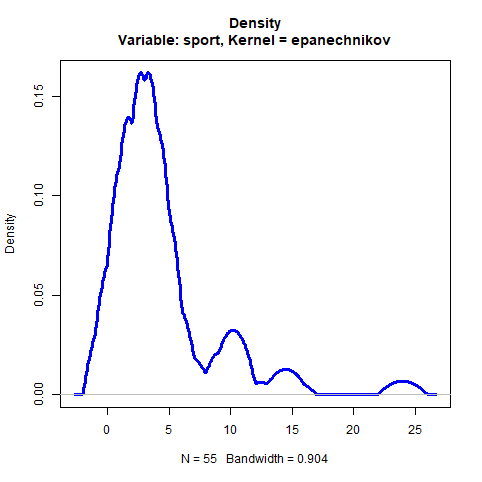 Density
Variable: sport, Kernel = epanechnikov
Density
0.15
0.10
0.05
0.00
0 5 10 15 20 25
N = 55 Bandwidth = 0.904